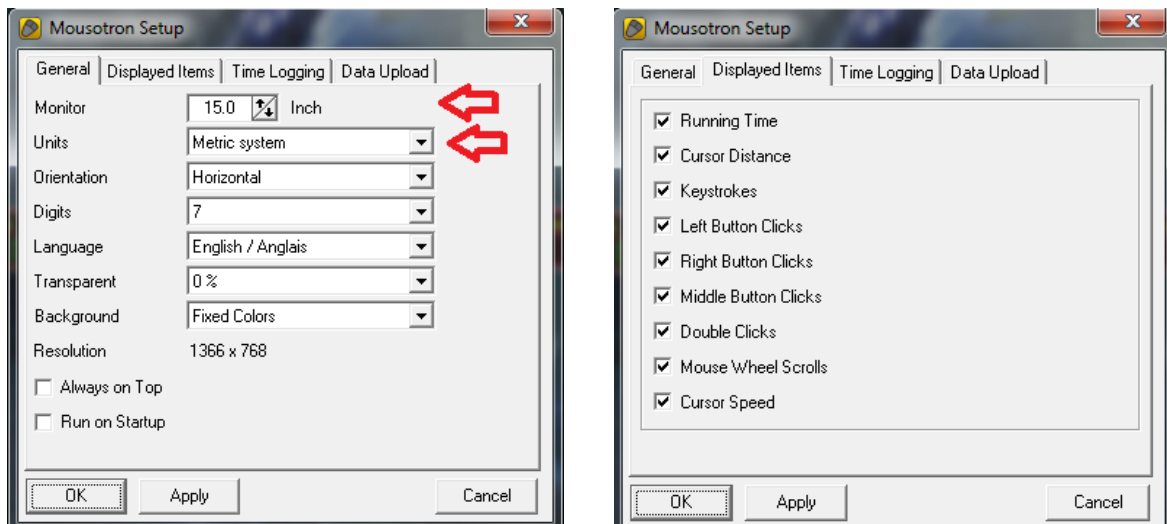 Mousotron Setup
General Displayed Items Time Logging Data Upload
Monitor 15.0 Inch
Units Metric system
Orientation Horizontal
Digits 7
Language English / Anglais
Transparent 0 %
Background Fixed Colors
Resolution 1366 x 768
Always on Top
Run on Startup
OK Apply Cancel
Mousotron Setup
General Displayed Items Time Logging Data Upload
Running Time
Cursor Distance
Keystrokes
Left Button Clicks
Right Button Clicks
Middle Button Clicks
Double Clicks
Mouse Wheel Scrolls
Cursor Speed
OK Apply Cancel